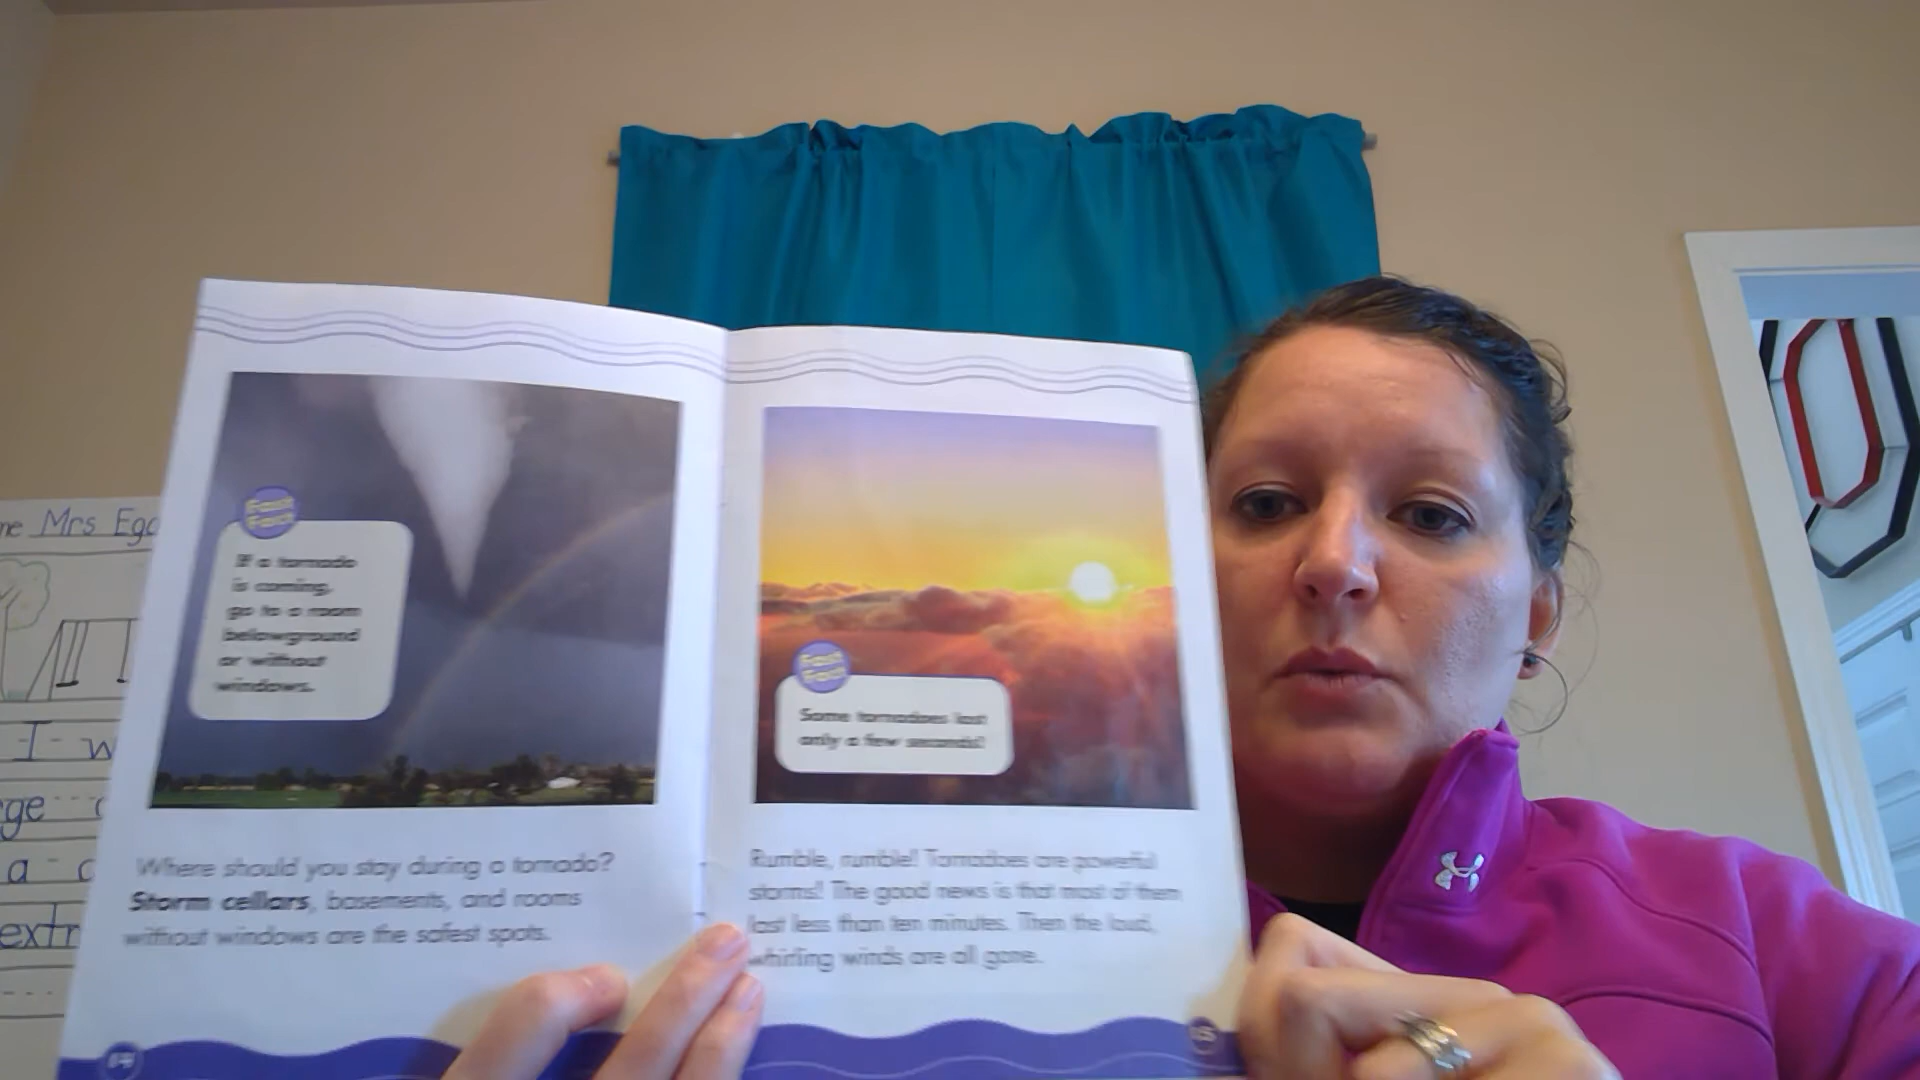 Mrs Ego
I w
ge
a
extr
Fast
Fact
If a tornado
is coming,
go to a room
belowground
or without
windows.
Where should you stay during a tornado?
Storm cellars, basements, and rooms
without windows are the safest spots.
14
Fast
Fact
Some tornadoes last
only a few seconds!
Rumble, rumble! Tornadoes are powerful
storms! The good news is that most of them
last less than ten minutes. Then the loud,
whirling winds are all gone.
15